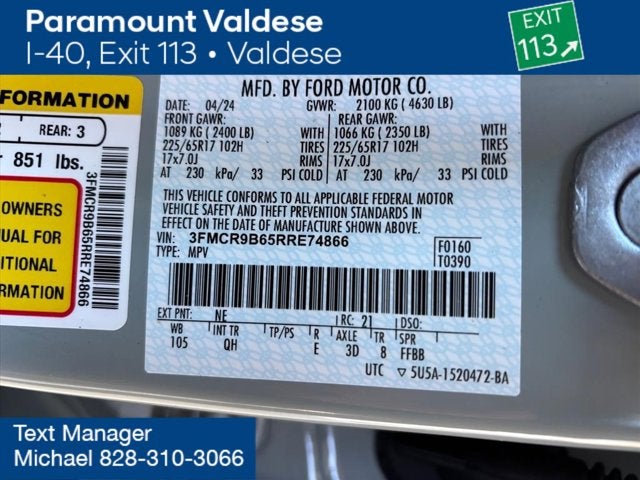 Paramount Valdese
I-40, Exit 113 • Valdese
EXIT
113
FORMATION
REAR: 3
851 lbs.
OWNERS
UAL FOR
ITIONAL
RMATION
3FMCR9B65RRE74866
MFD. BY FORD MOTOR CO.
DATE: 04/24 GVWR: 2100 KG ( 4630 LB)
FRONT GAWR: REAR GAWR:
1089 KG ( 2400 LB) WITH 1066 KG ( 2350 LB) WITH
225/65R17 102H TIRES 225/65R17 102H TIRES
17x7.0J RIMS 17x7.0J RIMS
AT 230 kPa/ 33 PSI COLD AT 230 kPa/ 33 PSI COLD
THIS VEHICLE CONFORMS TO ALL APPLICABLE FEDERAL MOTOR
VEHICLE SAFETY AND THEFT PREVENTION STANDARDS IN
EFFECT ON THE DATE OF MANUFACTURE SHOWN ABOVE.
VIN: 3FMCR9B65RRE74866 F0160
TYPE: MPV T0390
EXT PNT: NE RC: 21 DSO:
WB INT TR TP/PS R AXLE TR SPR
105 QH E 3D 8 FFBB
UTC ▽ 5U5A-1520472-BA
Text Manager
Michael 828-310-3066